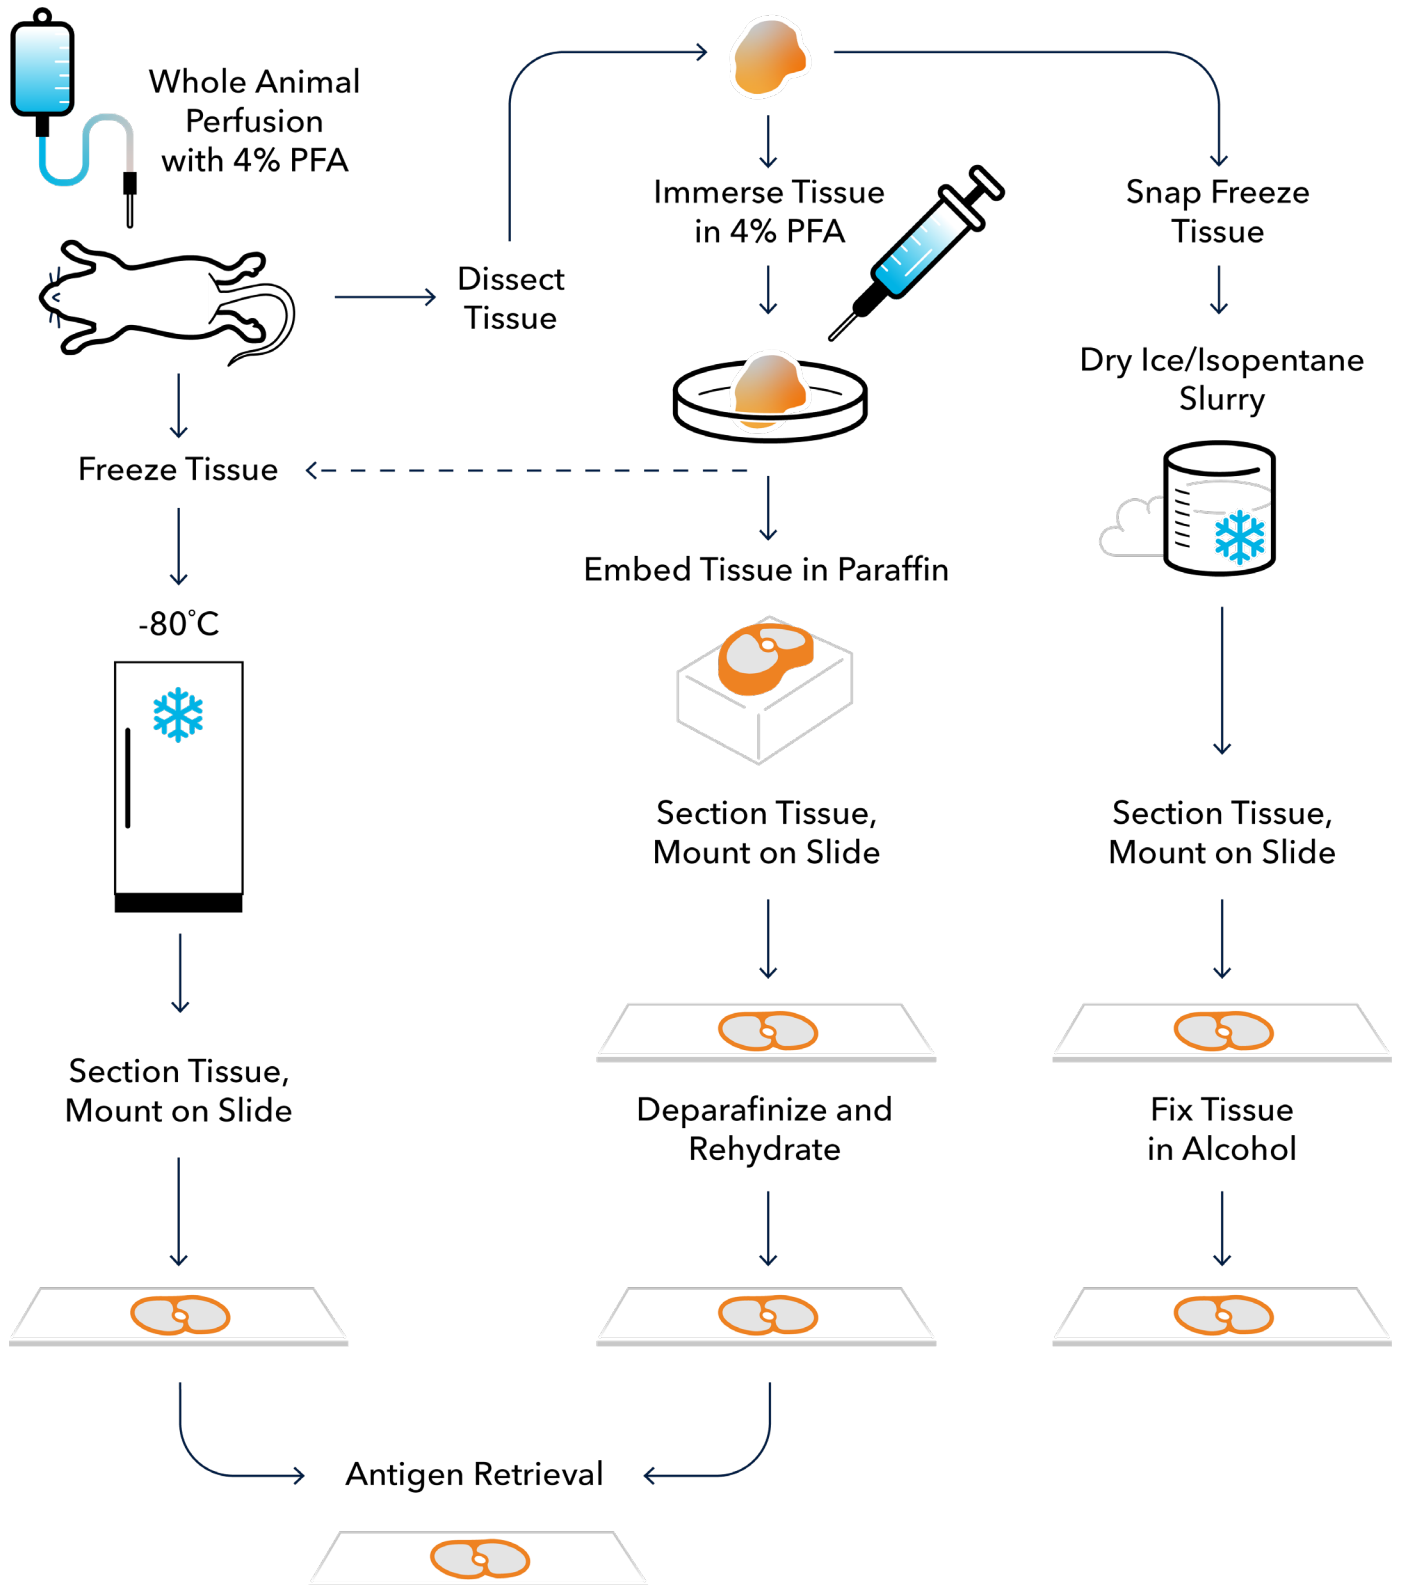 Whole Animal
Perfusion
with 4% PFA
Dissect
Tissue
Immerse Tissue
in 4% PFA
Snap Freeze
Tissue
Dry Ice/Isopentane
Slurry
Freeze Tissue
-80°C
Embed Tissue in Paraffin
Section Tissue,
Mount on Slide
Section Tissue,
Mount on Slide
Section Tissue,
Mount on Slide
Deparafinize and
Rehydrate
Fix Tissue
in Alcohol
Antigen Retrieval